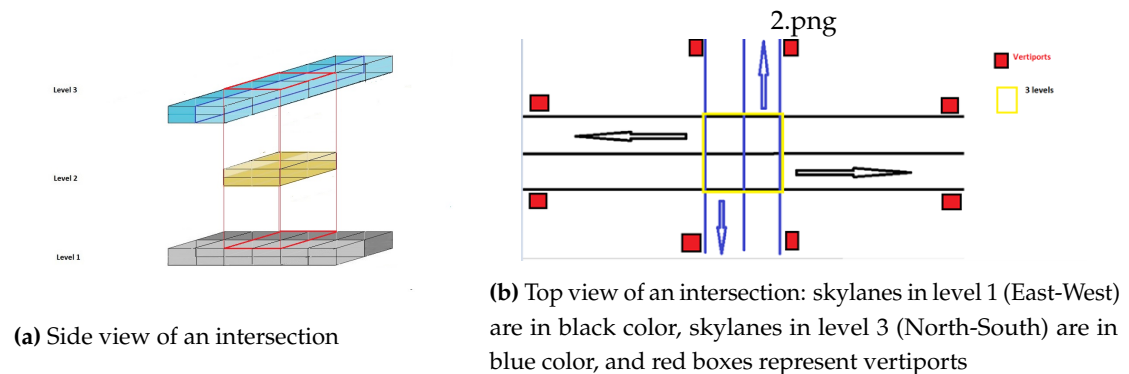 Level 3
Level 2
Level 1
(a) Side view of an intersection
2.png
Vertiports
3 levels
(b) Top view of an intersection: skylanes in level 1 (East-West)
are in black color, skylanes in level 3 (North-South) are in
blue color, and red boxes represent vertiports